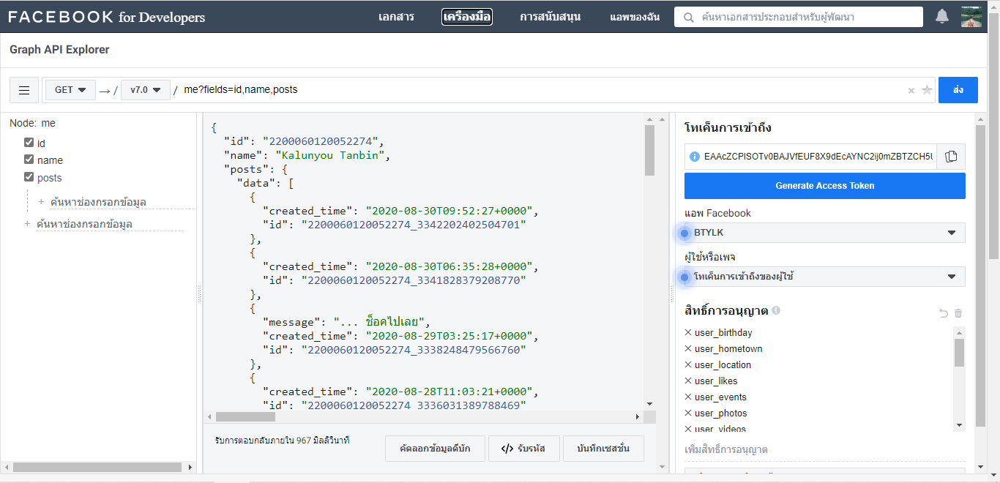 FACEBOOK for Developers
เอกสาร เครื่องมือ การสนับสนุน แอพของฉัน ค้นหาเอกสารประกอบสำหรับผู้พัฒนา
Graph API Explorer
GET → / v7.0 / me?fields=id,name,posts × ส่ง
Node: me
id
name
posts
+ ค้นหาช่องกรอกข้อมูล
+ ค้นหาช่องกรอกข้อมูล
{
"id": "2200060120052274",
"name": "Kalunyou Tanbin",
"posts": {
"data": [
{
"created_time": "2020-08-30T09:52:27+0000",
"id": "2200060120052274_3342202402504701"
},
{
"created_time": "2020-08-30T06:35:28+0000",
"id": "2200060120052274_3341828379208770"
},
{
"message": "... ช็อคไปเลย",
"created_time": "2020-08-29T03:25:17+0000",
"id": "2200060120052274_3338248479566760"
},
{
"created_time": "2020-08-28T11:03:21+0000",
"id": "2200060120052274_3336031389788469"
รับการตอบกลับภายใน 967 มิลลิวินาที
คัดลอกข้อมูลดีบัก </> รับรหัส บันทึกเซสชั่น
โทเค็นการเข้าถึง
EAAcZCPISOTv0BAJVfEUF8X9dEcAYNC2ij0mZBTZCH5U
Generate Access Token
แอพ Facebook
BTYLK
ผู้ใช้หรือเพจ
โทเค็นการเข้าถึงของผู้ใช้
สิทธิ์การอนุญาต
× user_birthday
× user_hometown
× user_location
× user_likes
× user_events
× user_photos
× user_videos
เพิ่มสิทธิ์การอนุญาต